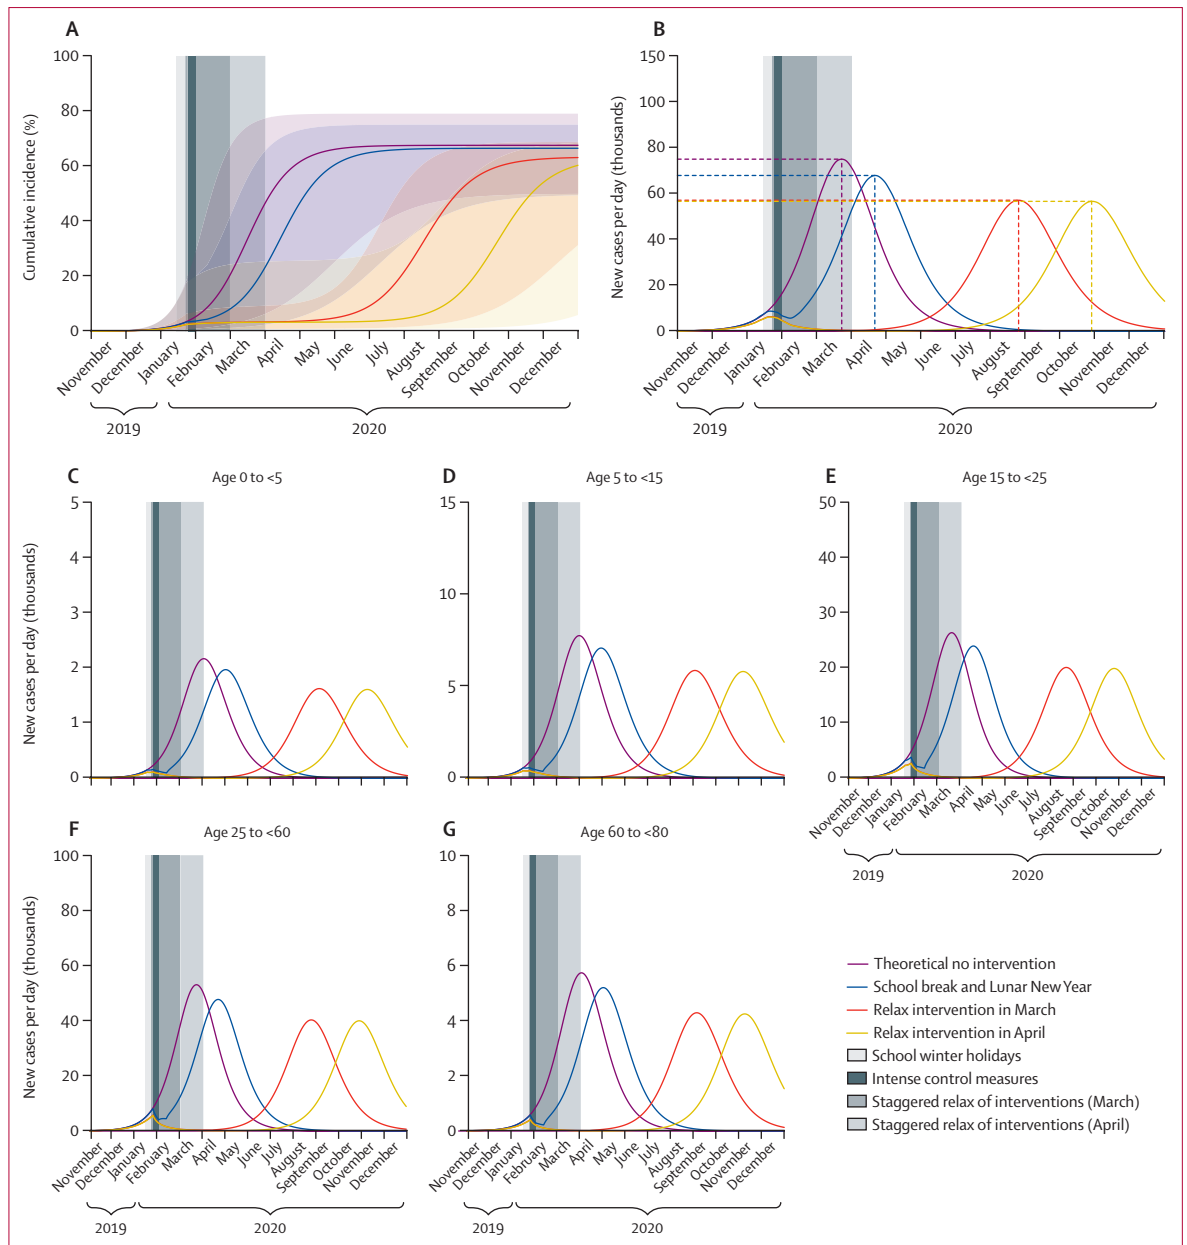 A
Cumulative incidence (%)
100
80
60
40
20
0
November
December
January
February
March
April
May
June
July
August
September
October
November
December
2019
2020
B
New cases per day (thousands)
150
100
80
60
40
20
0
November
December
January
February
March
April
May
June
July
August
September
October
November
December
2019
2020
C
Age 0 to <5
New cases per day (thousands)
5
4
3
2
1
0
D
Age 5 to <15
15
10
5
0
E
Age 15 to <25
50
40
30
20
10
0
November
December
January
February
March
April
May
June
July
August
September
October
November
December
2019
2020
F
Age 25 to <60
New cases per day (thousands)
100
80
60
40
20
0
November
December
January
February
March
April
May
June
July
August
September
October
November
December
2019
2020
G
Age 60 to <80
10
8
6
4
2
0
November
December
January
February
March
April
May
June
July
August
September
October
November
December
2019
2020
Theoretical no intervention
School break and Lunar New Year
Relax intervention in March
Relax intervention in April
School winter holidays
Intense control measures
Staggered relax of interventions (March)
Staggered relax of interventions (April)